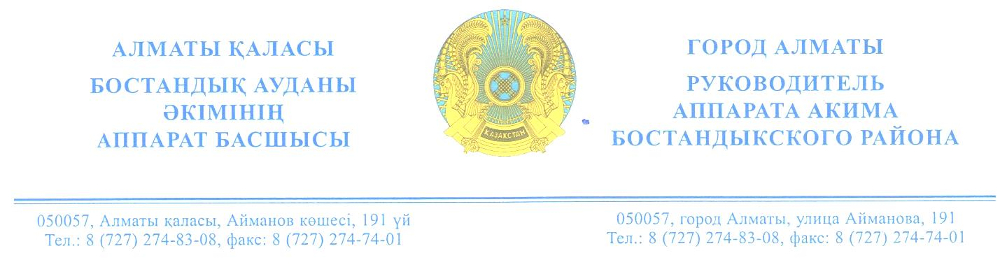 АЛМАТЫ ҚАЛАСЫ
БОСТАНДЫҚ АУДАНЫ
ӘКІМІНІҢ
АППАРАТ БАСШЫСЫ
ҚАЗАҚСТАН
ГОРОД АЛМАТЫ
РУКОВОДИТЕЛЬ
АППАРАТА АКИМА
БОСТАНДЫКСКОГО РАЙОНА
050057, Алматы қаласы, Айманов көшесі, 191 үй
Тел.: 8 (727) 274-83-08, факс: 8 (727) 274-74-01
050057, город Алматы, улица Айманова, 191
Тел.: 8 (727) 274-83-08, факс: 8 (727) 274-74-01